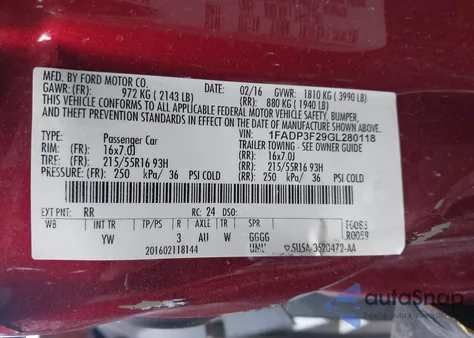 MFD. BY FORD MOTOR CO.
DATE: 02/16 GVWR: 1810 KG ( 3990 LB)
GAWR: (FR): 972 KG ( 2143 LB) (RR): 880 KG ( 1940 LB)
THIS VEHICLE CONFORMS TO ALL APPLICABLE FEDERAL MOTOR VEHICLE SAFETY, BUMPER,
AND THEFT PREVENTION STANDARDS IN EFFECT ON THE DATE OF MANUFACTURE SHOWN ABOVE.
VIN: 1FADP3F29GL280118
TYPE: Passenger Car TRAILER TOWING - SEE OWNER GUIDE
RIM: (FR): 16x7.0J (RR): 16x7.0J
TIRE: (FR): 215/55R16 93H (RR): 215/55R16 93H
PRESSURE: (FR): 250 kPa/ 36 PSI COLD (RR): 250 kPa/ 36 PSI COLD
EXT PNT: RR RC: 24 DSO:
WB INT TR TP/PS R AXLE TR SPR
YW 3 AU W GGGG
201602118144
R0059
autoSnap